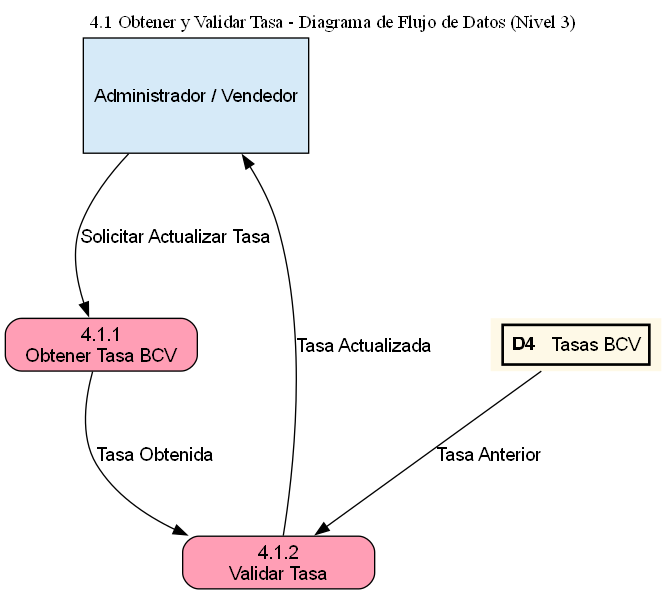 4.1 Obtener y Validar Tasa - Diagrama de Flujo de Datos (Nivel 3)
Administrador / Vendedor
Solicitar Actualizar Tasa
4.1.1
Obtener Tasa BCV
Tasa Actualizada
D4 Tasas BCV
Tasa Obtenida
Tasa Anterior
4.1.2
Validar Tasa